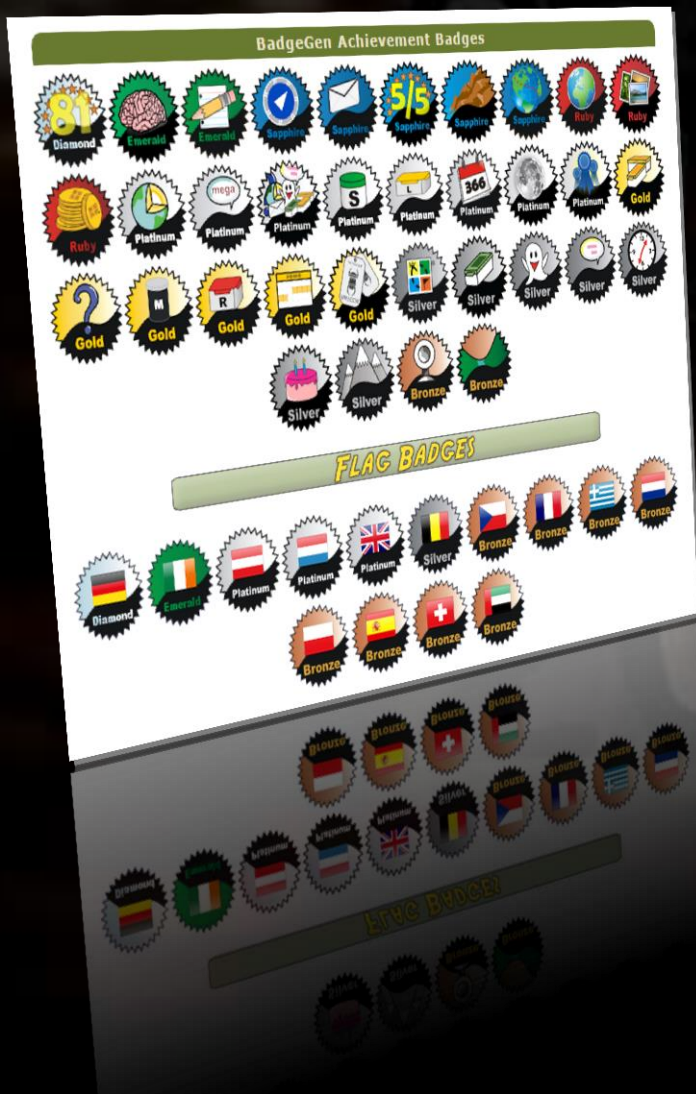 BadgeGen Achievement Badges
81 5/5
Diamond Emerald Emerald Sapphire Sapphire Sapphire Sapphire Sapphire Ruby Ruby
mega S L 366
Ruby Platinum Platinum Platinum Platinum Platinum Platinum Platinum Platinum Gold
? M R 12
Gold Gold Gold Gold Gold Silver Silver Silver Silver Silver
Silver Silver Bronze Bronze
FLAG BADGES
Diamond Emerald Platinum Platinum Platinum Silver Bronze Bronze Bronze Bronze
Bronze Bronze Bronze Bronze